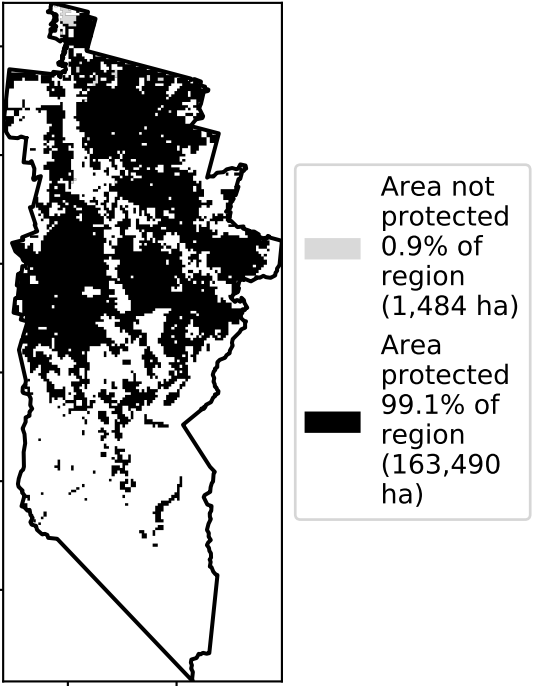 Area not
protected
0.9% of
region
(1,484 ha)
Area
protected
99.1% of
region
(163,490
ha)